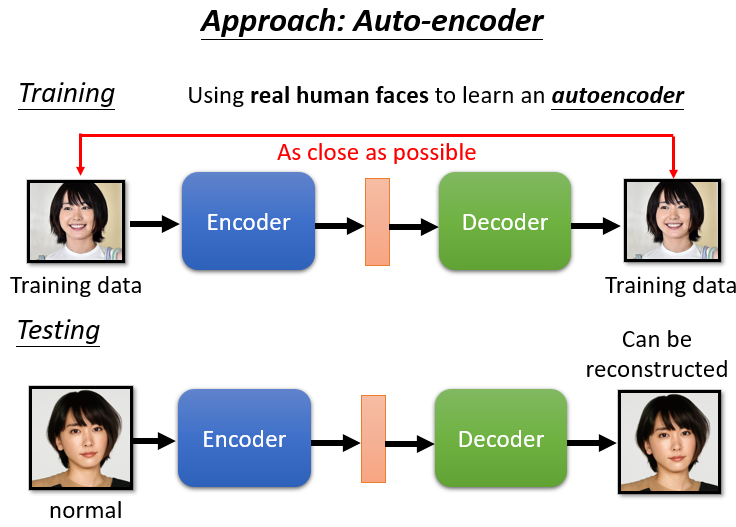 Approach: Auto-encoder
Training
Using real human faces to learn an autoencoder
As close as possible
Encoder
Decoder
Training data
Training data
Testing
Can be
reconstructed
Encoder
Decoder
normal